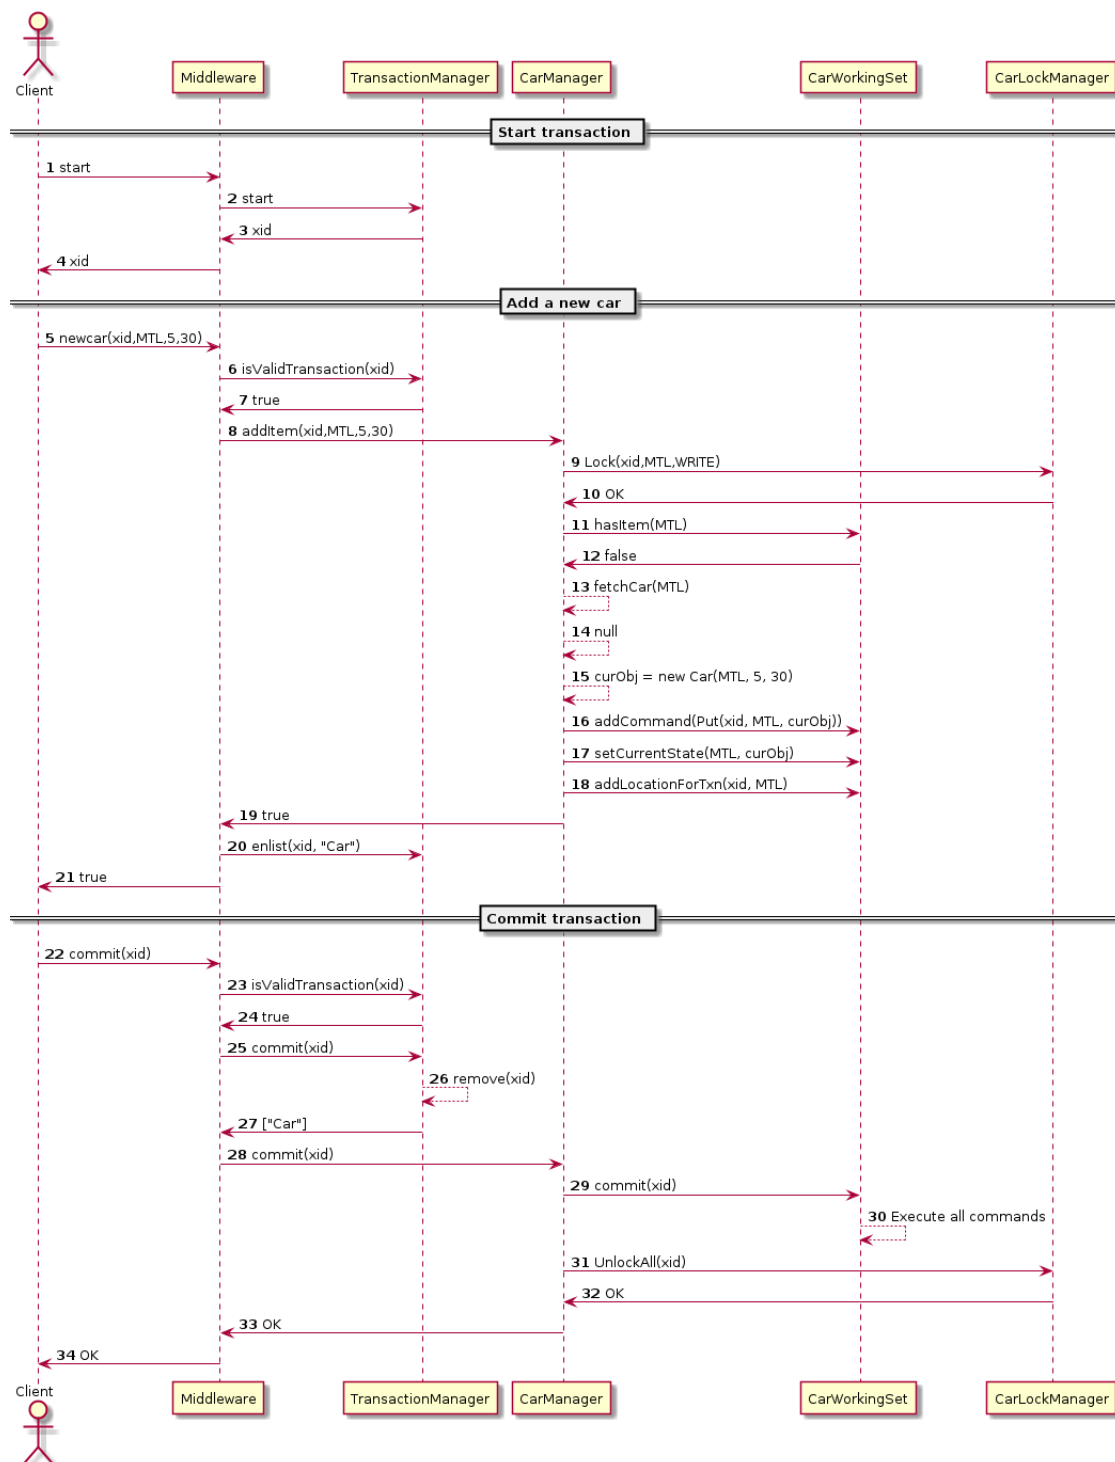 Client
Middleware
TransactionManager
CarManager
CarWorkingSet
CarLockManager
Start transaction
1 start
2 start
3 xid
4 xid
Add a new car
5 newcar(xid,MTL,5,30)
6 isValidTransaction(xid)
7 true
8 addItem(xid,MTL,5,30)
9 Lock(xid,MTL,WRITE)
10 OK
11 hasItem(MTL)
12 false
13 fetchCar(MTL)
14 null
15 curObj = new Car(MTL, 5, 30)
16 addCommand(Put(xid, MTL, curObj))
17 setCurrentState(MTL, curObj)
18 addLocationForTxn(xid, MTL)
19 true
20 enlist(xid, "Car")
21 true
Commit transaction
22 commit(xid)
23 isValidTransaction(xid)
24 true
25 commit(xid)
26 remove(xid)
27 ["Car"]
28 commit(xid)
29 commit(xid)
30 Execute all commands
31 UnlockAll(xid)
32 OK
33 OK
34 OK
Client
Middleware
TransactionManager
CarManager
CarWorkingSet
CarLockManager